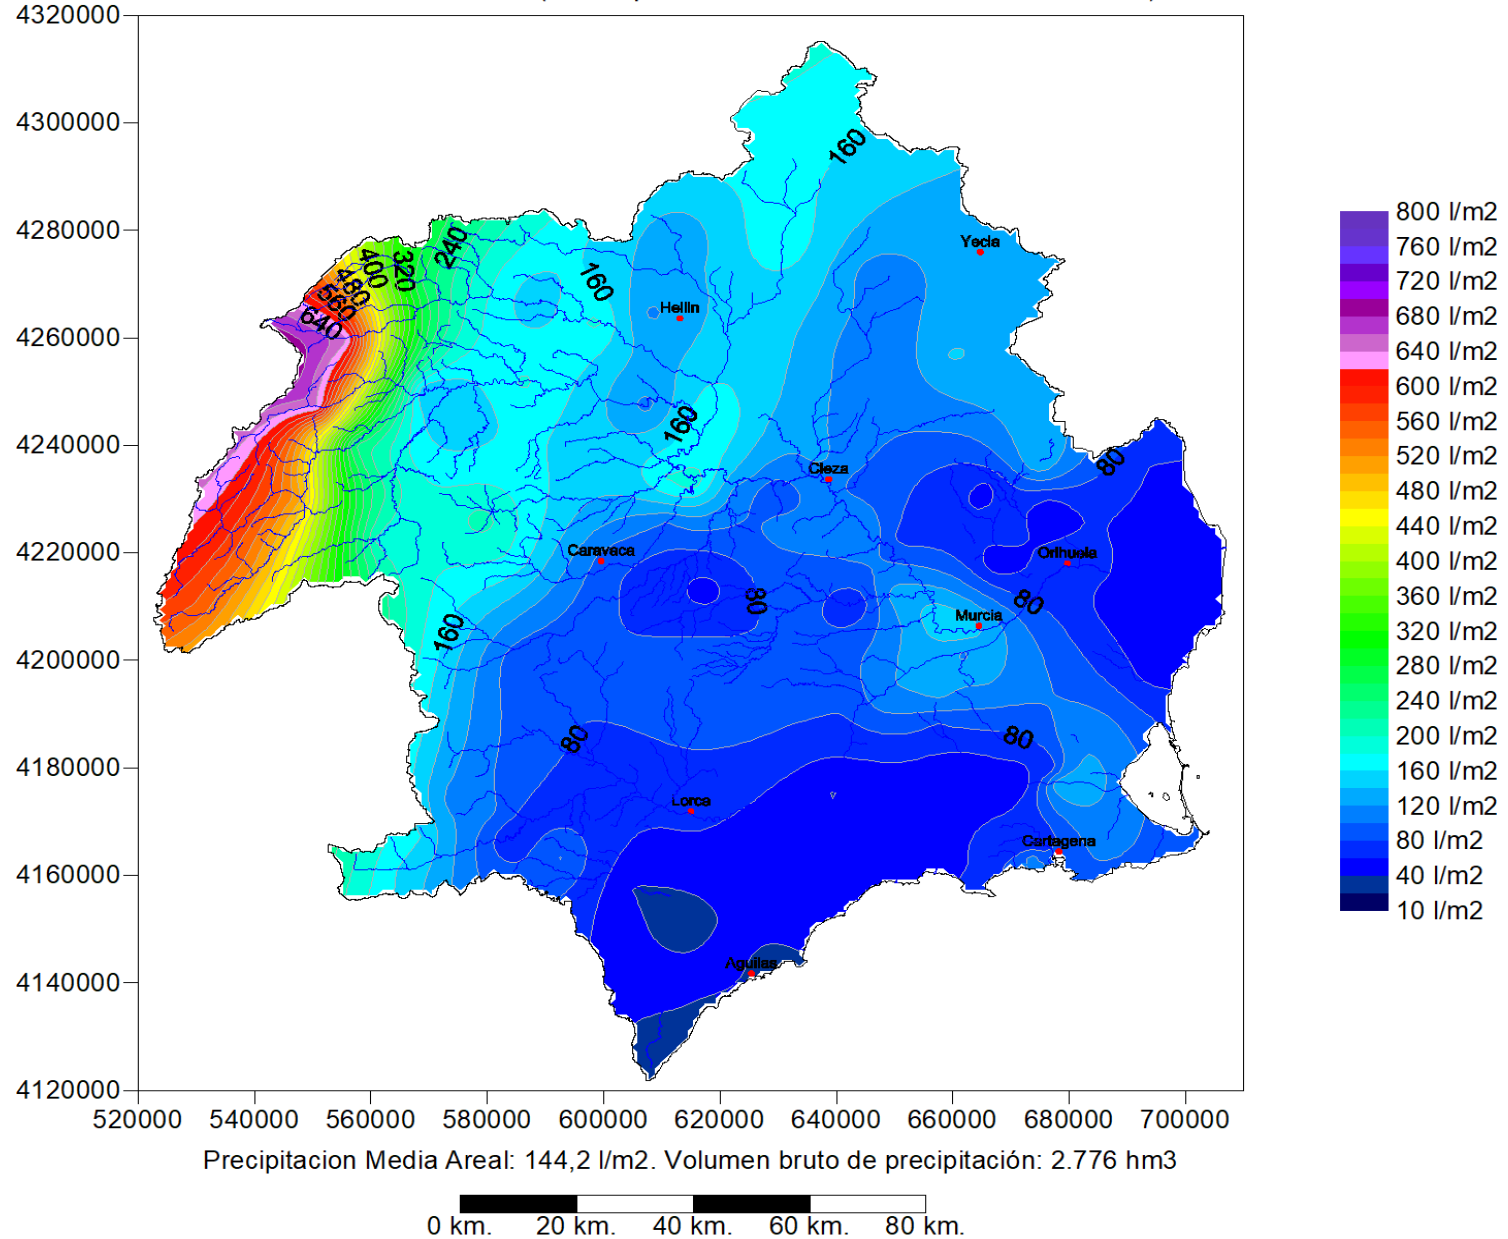 4320000
4300000
160
4280000
240
Yecla
800 l/m2
760 l/m2
720 l/m2
680 l/m2
640 l/m2
600 l/m2
560 l/m2
520 l/m2
480 l/m2
440 l/m2
400 l/m2
360 l/m2
320 l/m2
280 l/m2
240 l/m2
200 l/m2
160 l/m2
120 l/m2
80 l/m2
40 l/m2
10 l/m2
400
320
480
560
640
160
Hellin
4260000
160
4240000
80
Cieza
4220000
Caravaca
Orihuela
80
80
Murcia
160
4200000
80
80
4180000
Lorca
Cartagena
4160000
Aguilas
4140000
4120000
520000 540000 560000 580000 600000 620000 640000 660000 680000 700000
Precipitacion Media Areal: 144,2 l/m2. Volumen bruto de precipitación: 2.776 hm3
0 km. 20 km. 40 km. 60 km. 80 km.